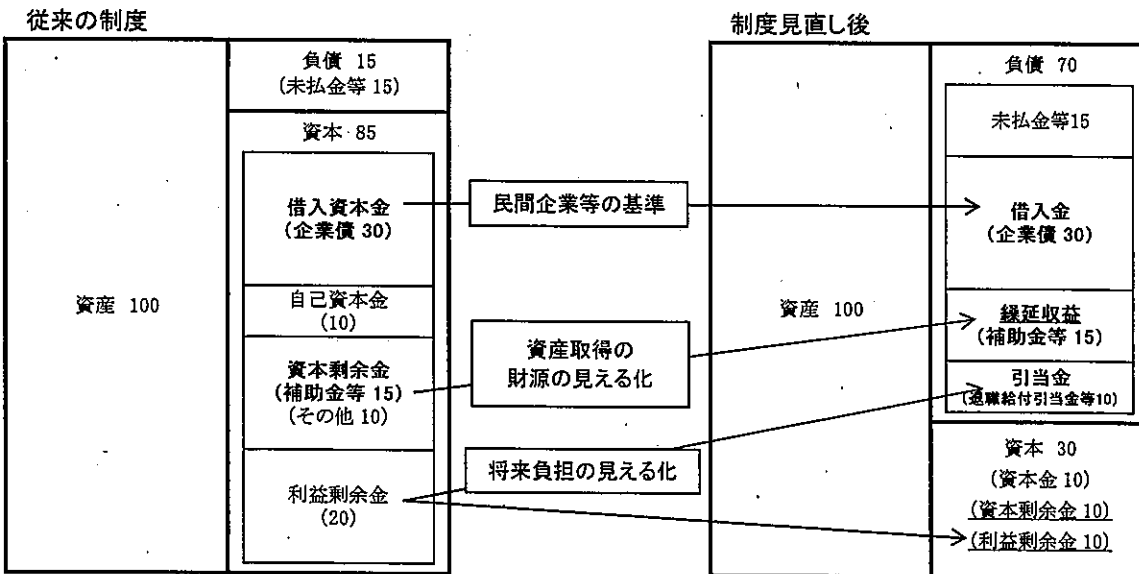 従来の制度
資産 100
負債 15
(未払金等 15)
資本 85
借入資本金
(企業債 30)
自己資本金
(10)
資本剰余金
(補助金等 15)
(その他 10)
利益剰余金
(20)
民間企業等の基準
資産取得の
財源の見える化
将来負担の見える化
制度見直し後
資産 100
負債 70
未払金等15
借入金
(企業債 30)
繰延収益
(補助金等 15)
引当金
(退職給付引当金等10)
資本 30
(資本金 10)
(資本剰余金 10)
(利益剰余金 10)